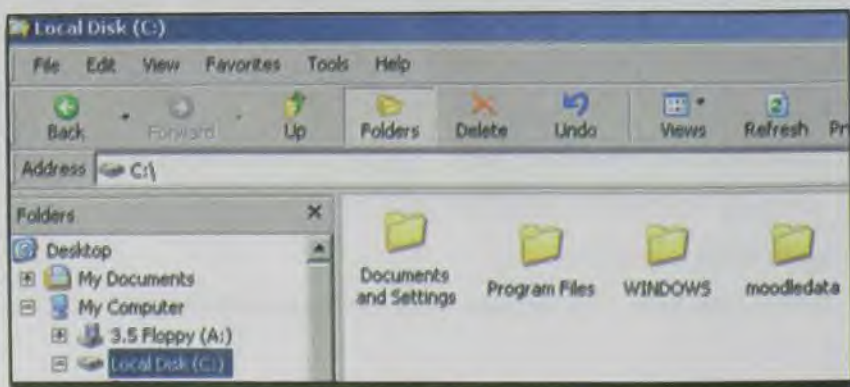 Local Disk (C:)
File Edit View Favorites Tools Help
Back Forward Up Folders Delete Undo Views Refresh Pr
Address C:\
Folders
Desktop
My Documents
My Computer
3.5 Floppy (A:)
Local Disk (C:)
Documents and Settings
Program Files
WINDOWS
moodledata